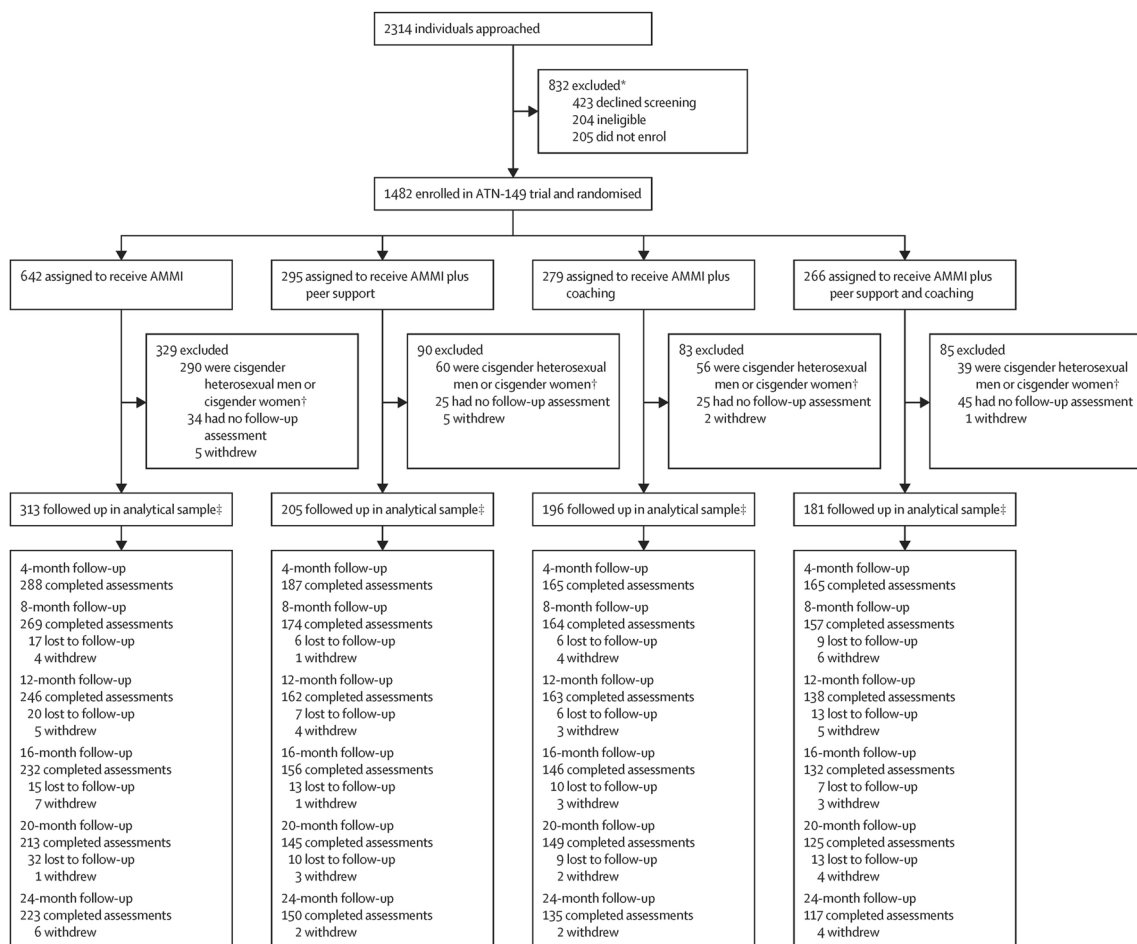 2314 individuals approached
832 excluded*
423 declined screening
204 ineligible
205 did not enrol
1482 enrolled in ATN-149 trial and randomised
642 assigned to receive AMMI
295 assigned to receive AMMI plus
peer support
279 assigned to receive AMMI plus
coaching
266 assigned to receive AMMI plus
peer support and coaching
329 excluded
290 were cisgender
heterosexual men or
cisgender women†
34 had no follow-up
assessment
5 withdrew
90 excluded
60 were cisgender heterosexual
men or cisgender women†
25 had no follow-up assessment
5 withdrew
83 excluded
56 were cisgender heterosexual
men or cisgender women†
25 had no follow-up assessment
2 withdrew
85 excluded
39 were cisgender heterosexual
men or cisgender women†
45 had no follow-up assessment
1 withdrew
313 followed up in analytical sample‡
205 followed up in analytical sample‡
196 followed up in analytical sample‡
181 followed up in analytical sample‡
4-month follow-up
288 completed assessments
8-month follow-up
269 completed assessments
17 lost to follow-up
4 withdrew
12-month follow-up
246 completed assessments
20 lost to follow-up
5 withdrew
16-month follow-up
232 completed assessments
15 lost to follow-up
7 withdrew
20-month follow-up
213 completed assessments
32 lost to follow-up
1 withdrew
24-month follow-up
223 completed assessments
6 withdrew
4-month follow-up
187 completed assessments
8-month follow-up
174 completed assessments
6 lost to follow-up
1 withdrew
12-month follow-up
162 completed assessments
7 lost to follow-up
4 withdrew
16-month follow-up
156 completed assessments
13 lost to follow-up
1 withdrew
20-month follow-up
145 completed assessments
10 lost to follow-up
3 withdrew
24-month follow-up
150 completed assessments
2 withdrew
4-month follow-up
165 completed assessments
8-month follow-up
164 completed assessments
6 lost to follow-up
4 withdrew
12-month follow-up
163 completed assessments
6 lost to follow-up
3 withdrew
16-month follow-up
146 completed assessments
10 lost to follow-up
3 withdrew
20-month follow-up
149 completed assessments
9 lost to follow-up
2 withdrew
24-month follow-up
135 completed assessments
2 withdrew
4-month follow-up
165 completed assessments
8-month follow-up
157 completed assessments
9 lost to follow-up
6 withdrew
12-month follow-up
138 completed assessments
13 lost to follow-up
5 withdrew
16-month follow-up
132 completed assessments
7 lost to follow-up
3 withdrew
20-month follow-up
125 completed assessments
13 lost to follow-up
4 withdrew
24-month follow-up
117 completed assessments
4 withdrew